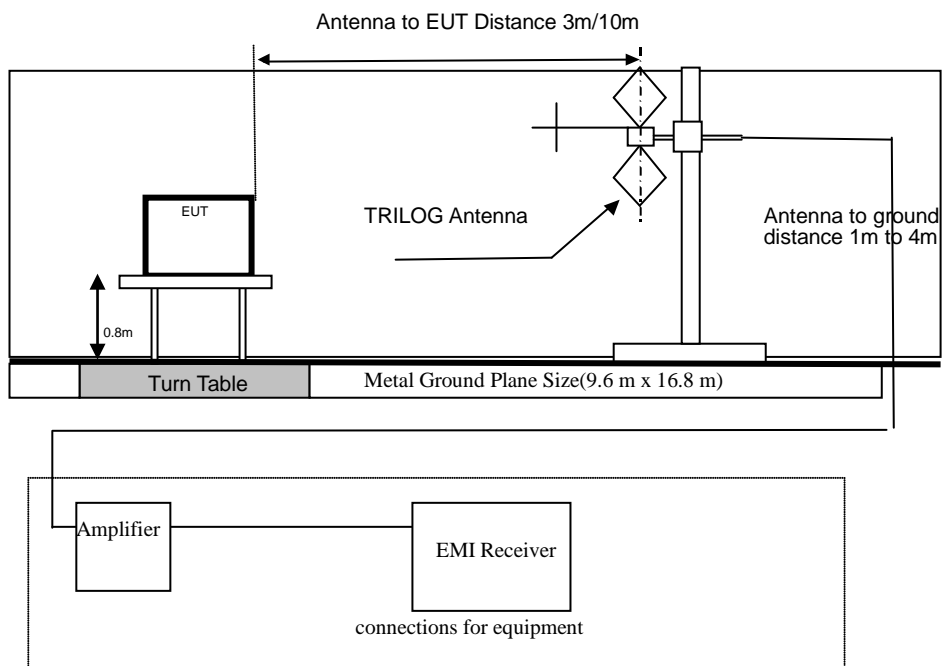 Antenna to EUT Distance 3m/10m
EUT
TRILOG Antenna
Antenna to ground
distance 1m to 4m
0.8m
Turn Table
Metal Ground Plane Size(9.6 m x 16.8 m)
Amplifier
EMI Receiver
connections for equipment